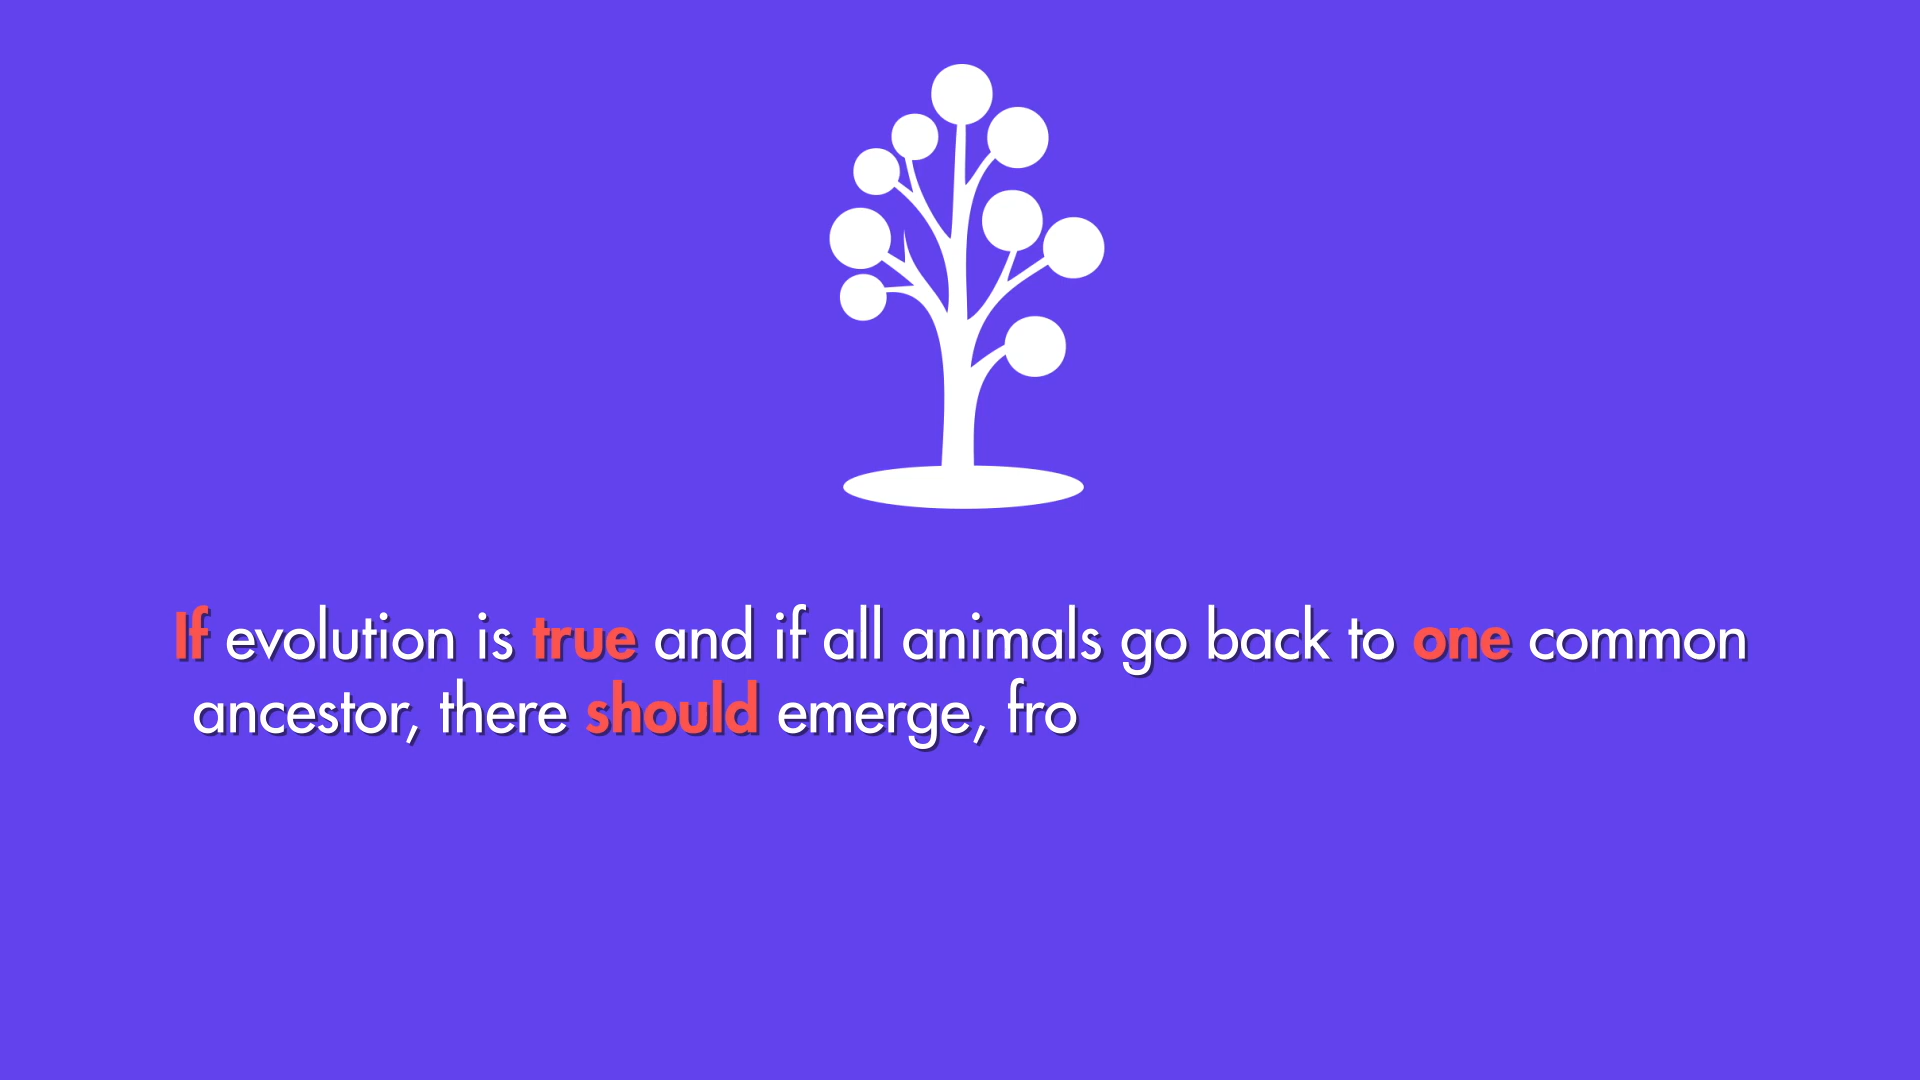 If evolution is true and if all animals go back to one common
ancestor, there should emerge, fro